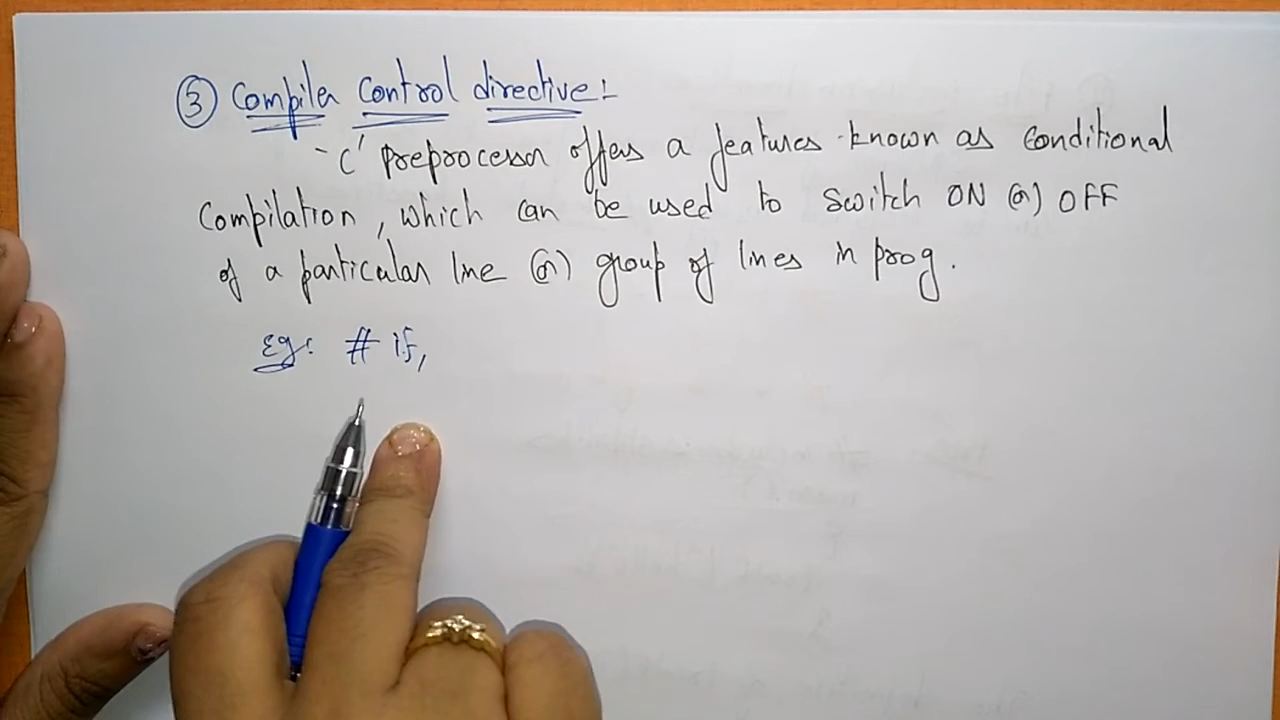 ③ Compiler Control directive:-
- 'C' preprocessor offers a features known as conditional
Compilation, which can be used to switch ON (or) OFF
of a particular line (or) group of lines in prog.
Eg: # if,